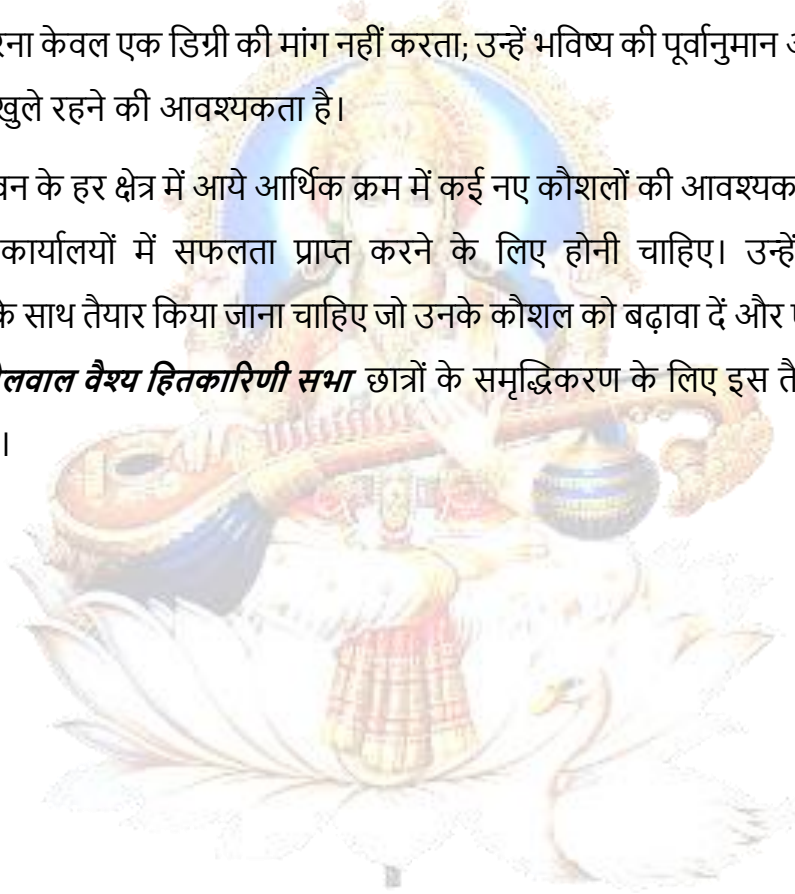 रना केवल एक डिग्री की मांग नहीं करता; उन्हें भविष्य की पूर्वानुमान
खुले रहने की आवश्यकता है।
वन के हर क्षेत्र में आये आर्थिक क्रम में कई नए कौशलों की आवश्यक
कार्यालयों में सफलता प्राप्त करने के लिए होनी चाहिए। उन्हें
के साथ तैयार किया जाना चाहिए जो उनके कौशल को बढ़ावा दें और
लवाल वैश्य हितकारिणी सभा छात्रों के समृद्धिकरण के लिए इस तै
।